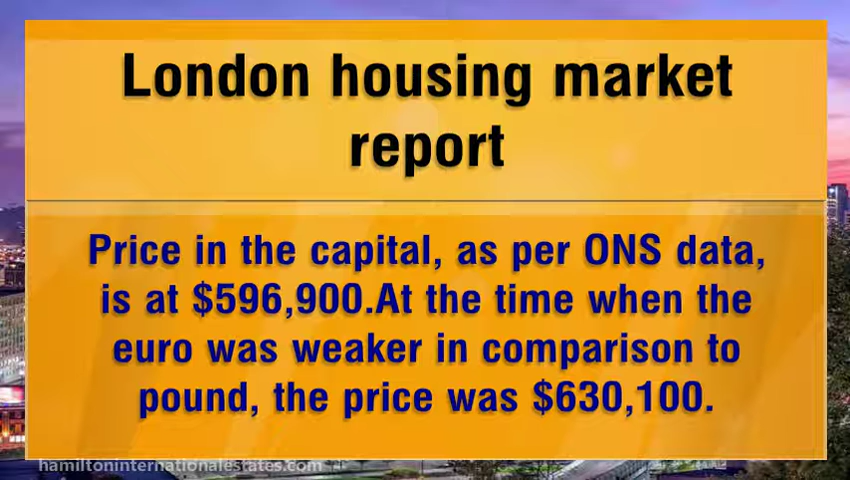 London housing market
report
Price in the capital, as per ONS data,
is at $596,900.At the time when the
euro was weaker in comparison to
pound, the price was $630,100.
hamiltoninternationalestates.com